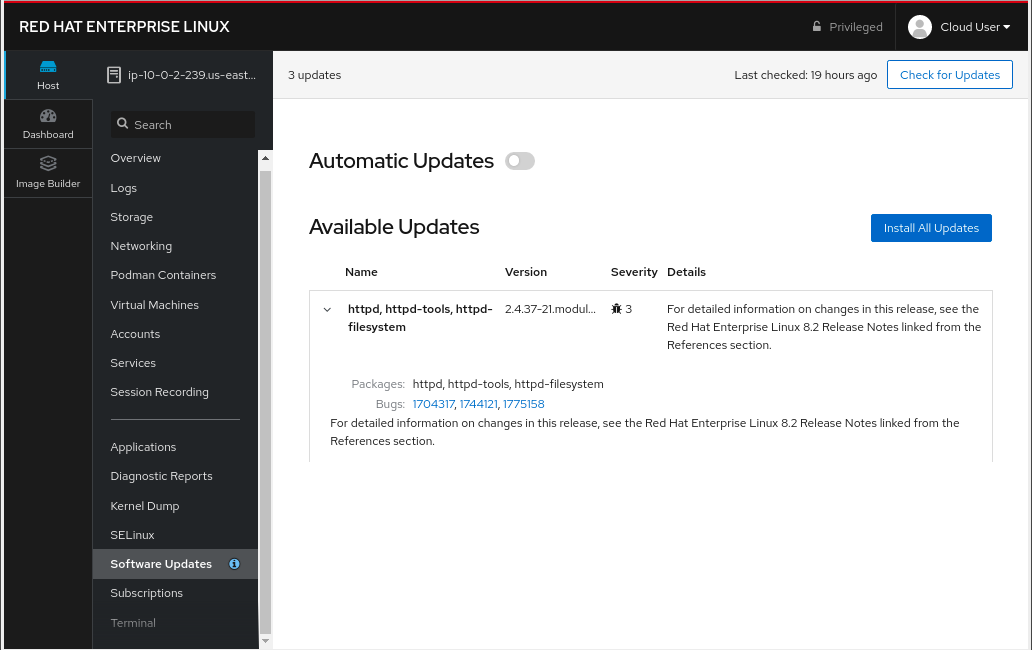 RED HAT ENTERPRISE LINUX
Privileged
Cloud User
Host
Dashboard
Image Builder
ip-10-0-2-239.us-east...
Search
Overview
Logs
Storage
Networking
Podman Containers
Virtual Machines
Accounts
Services
Session Recording
Applications
Diagnostic Reports
Kernel Dump
SELinux
Software Updates
Subscriptions
Terminal
3 updates
Last checked: 19 hours ago
Check for Updates
Automatic Updates
Available Updates
Install All Updates
Name Version Severity Details
httpd, httpd-tools, httpd-
filesystem
2.4.37-21.modul...
3
For detailed information on changes in this release, see the
Red Hat Enterprise Linux 8.2 Release Notes linked from the
References section.
Packages: httpd, httpd-tools, httpd-filesystem
Bugs: 1704317, 1744121, 1775158
For detailed information on changes in this release, see the Red Hat Enterprise Linux 8.2 Release Notes linked from the
References section.